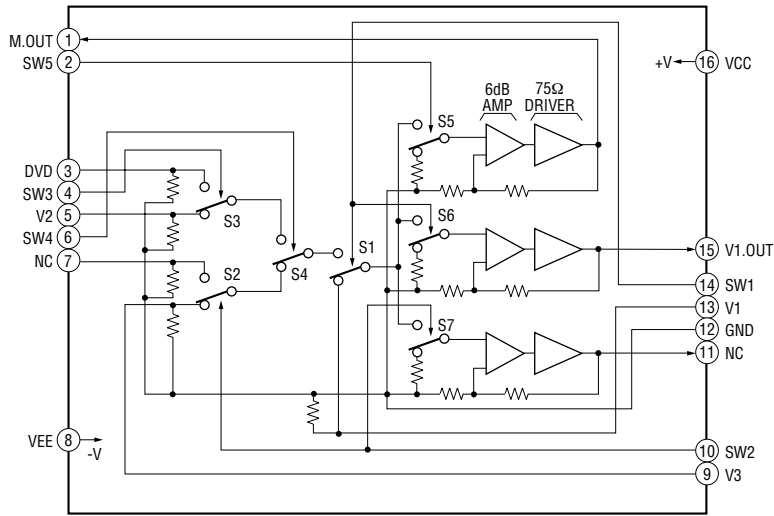 M.OUT 1
SW5 2
DVD 3
SW3 4
V2 5
SW4 6
NC 7
VEE 8
-V
S3
S2
S4
S1
S5
S6
S7
6dB
AMP
75Ω
DRIVER
+V 16 VCC
15 V1.OUT
14 SW1
13 V1
12 GND
11 NC
10 SW2
9 V3